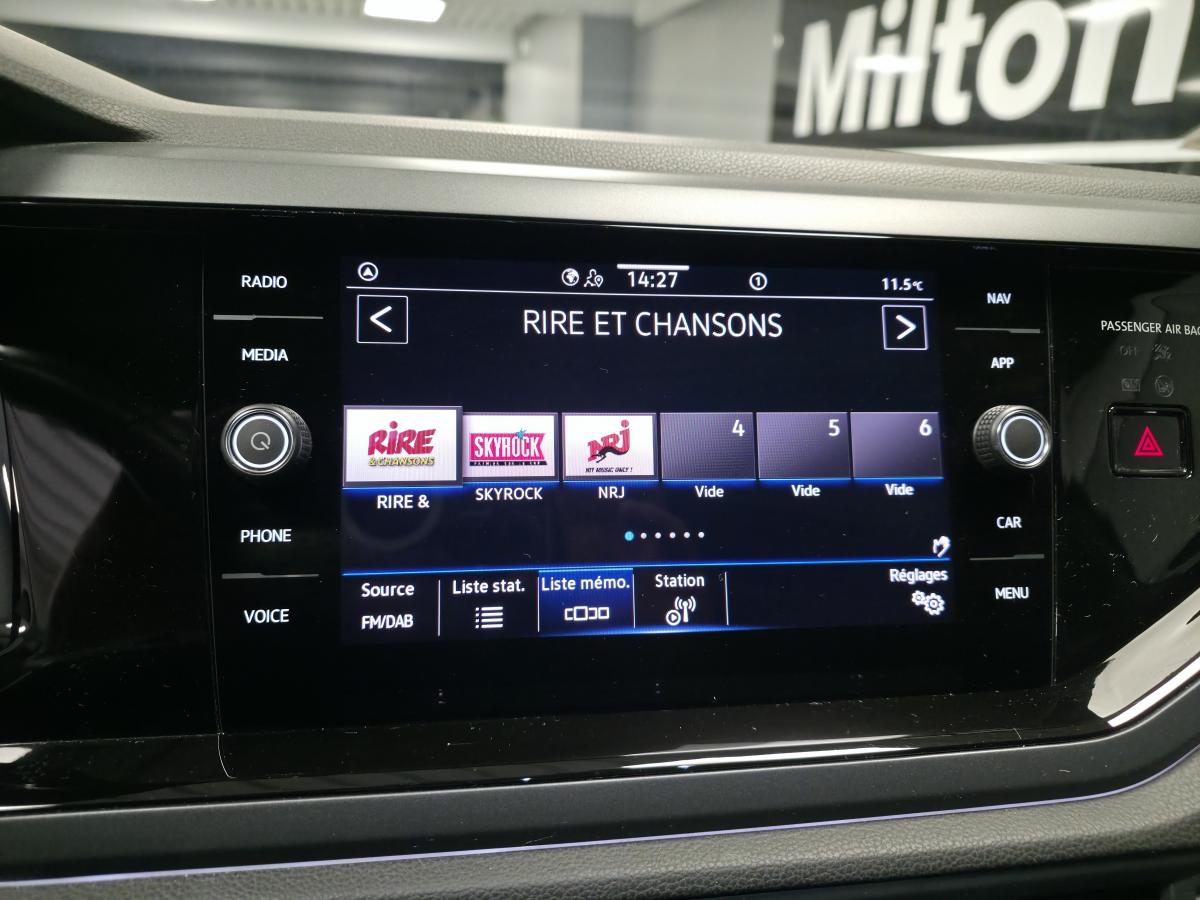 Milton
RADIO
MEDIA
PHONE
VOICE
14:27
1
11.5°C
<
RIRE ET CHANSONS
>
RIRE
& CHANSONS
SKYROCK
NRJ
HIT MUSIC ONLY !
4
5
6
RIRE &
SKYROCK
NRJ
Vide
Vide
Vide
Source
FM/DAB
Liste stat.
Liste mémo.
Station
Réglages
NAV
APP
CAR
MENU
PASSENGER AIR BAG
OFF